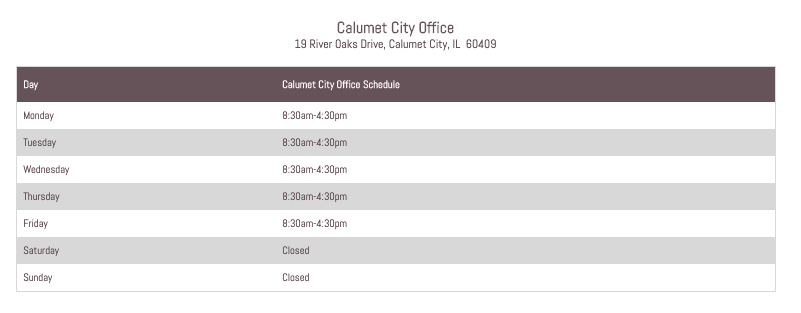 Calumet City Office
19 River Oaks Drive, Calumet City, IL  60409
Day Calumet City Office Schedule
Monday 8:30am-4:30pm
Tuesday 8:30am-4:30pm
Wednesday 8:30am-4:30pm
Thursday 8:30am-4:30pm
Friday 8:30am-4:30pm
Saturday Closed
Sunday Closed